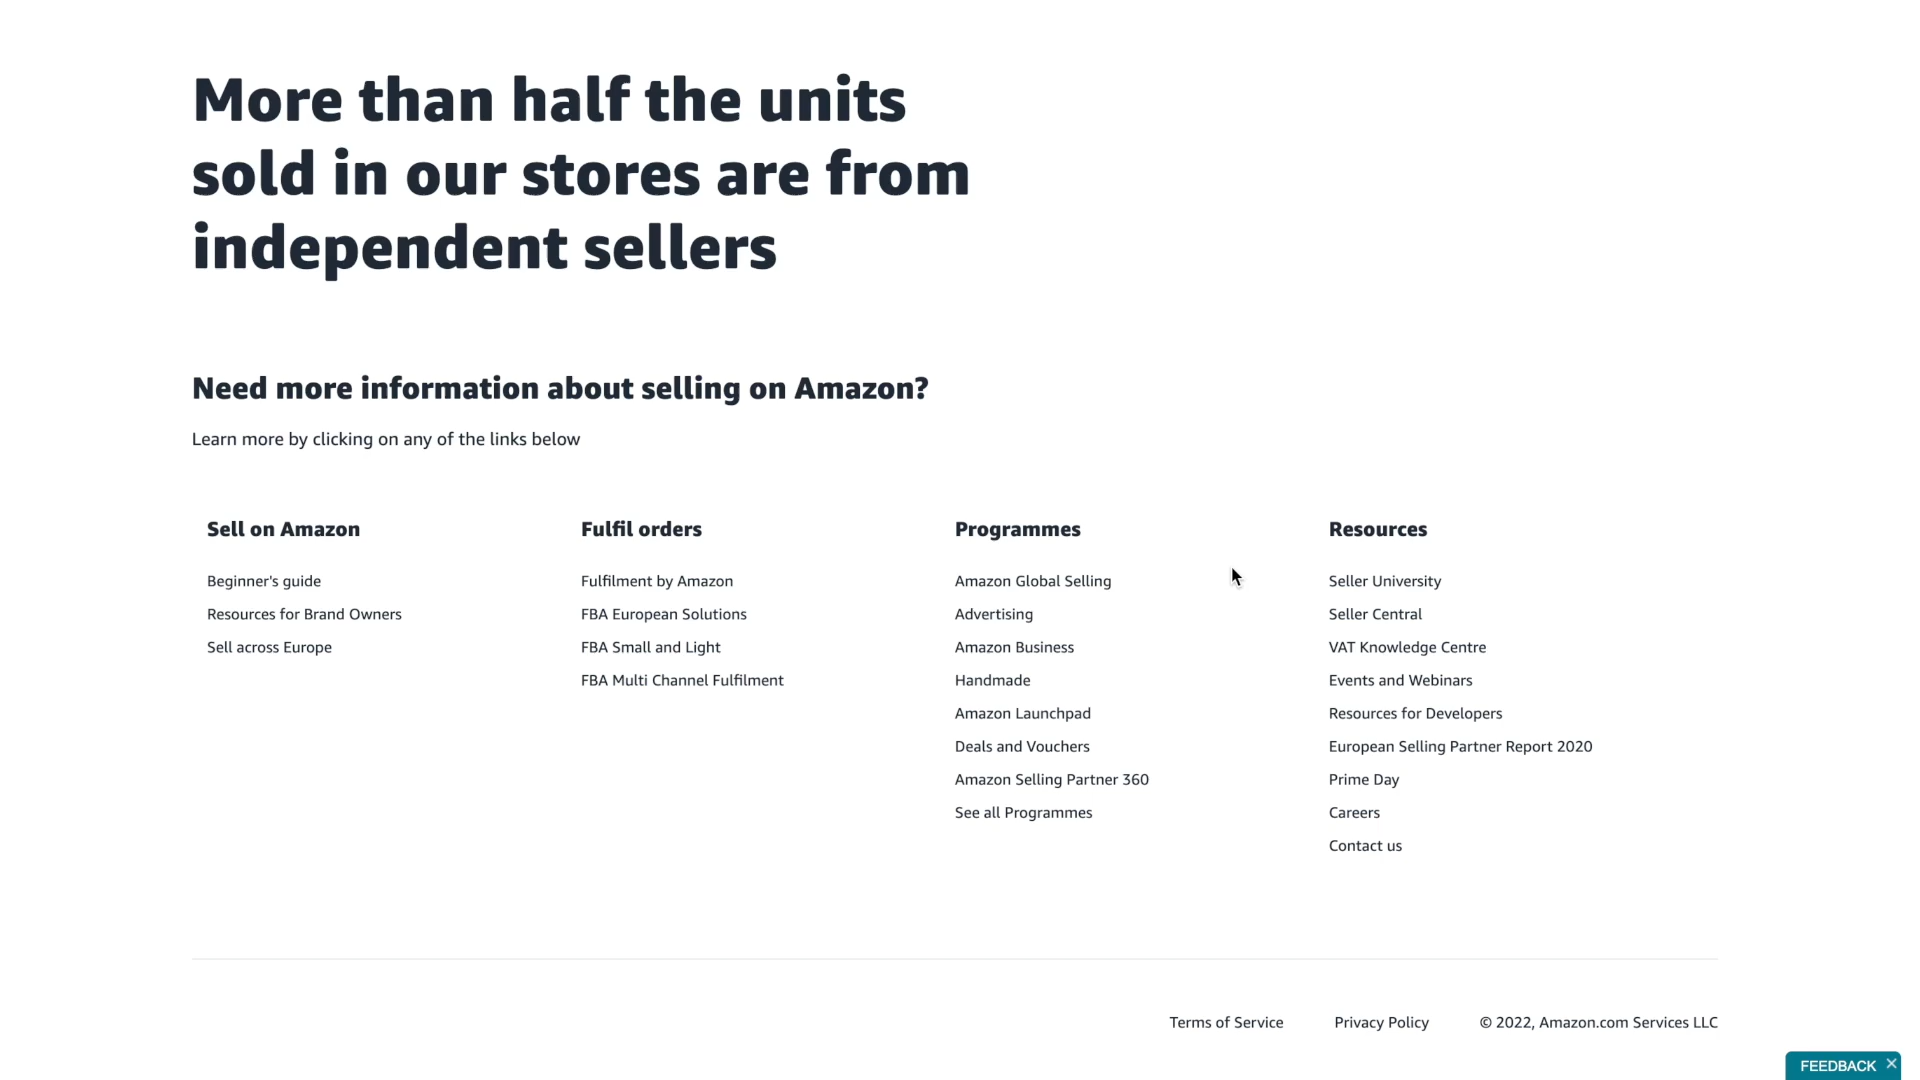 More than half the units
sold in our stores are from
independent sellers
Need more information about selling on Amazon?
Learn more by clicking on any of the links below
Sell on Amazon
Beginner's guide
Resources for Brand Owners
Sell across Europe
Fulfil orders
Fulfilment by Amazon
FBA European Solutions
FBA Small and Light
FBA Multi Channel Fulfilment
Programmes
Amazon Global Selling
Advertising
Amazon Business
Handmade
Amazon Launchpad
Deals and Vouchers
Amazon Selling Partner 360
See all Programmes
Resources
Seller University
Seller Central
VAT Knowledge Centre
Events and Webinars
Resources for Developers
European Selling Partner Report 2020
Prime Day
Careers
Contact us
Terms of Service
Privacy Policy
© 2022, Amazon.com Services LLC
FEEDBACK